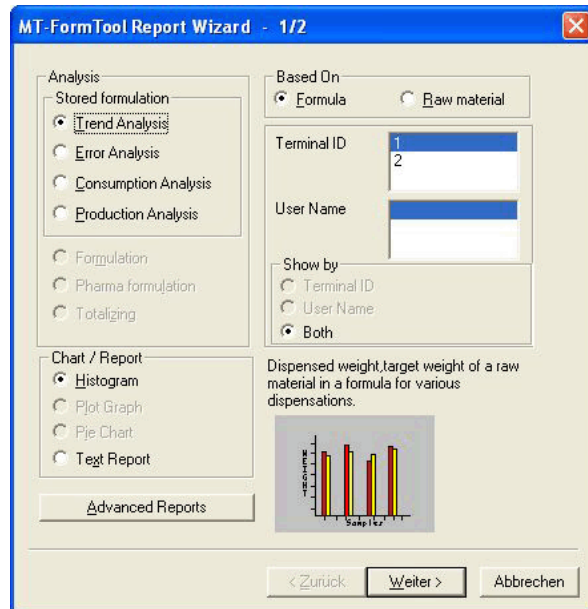 MT-FormTool Report Wizard - 1/2
Analysis
Stored formulation
Trend Analysis
Error Analysis
Consumption Analysis
Production Analysis
Formulation
Pharma formulation
Totalizing
Chart / Report
Histogram
Plot Graph
Pie Chart
Text Report
Advanced Reports
Based On
Formula
Raw material
Terminal ID
1
2
User Name
Show by
Terminal ID
User Name
Both
Dispensed weight,target weight of a raw
material in a formula for various
dispensations.
WEIGHT
Samples
< Zurück
Weiter >
Abbrechen